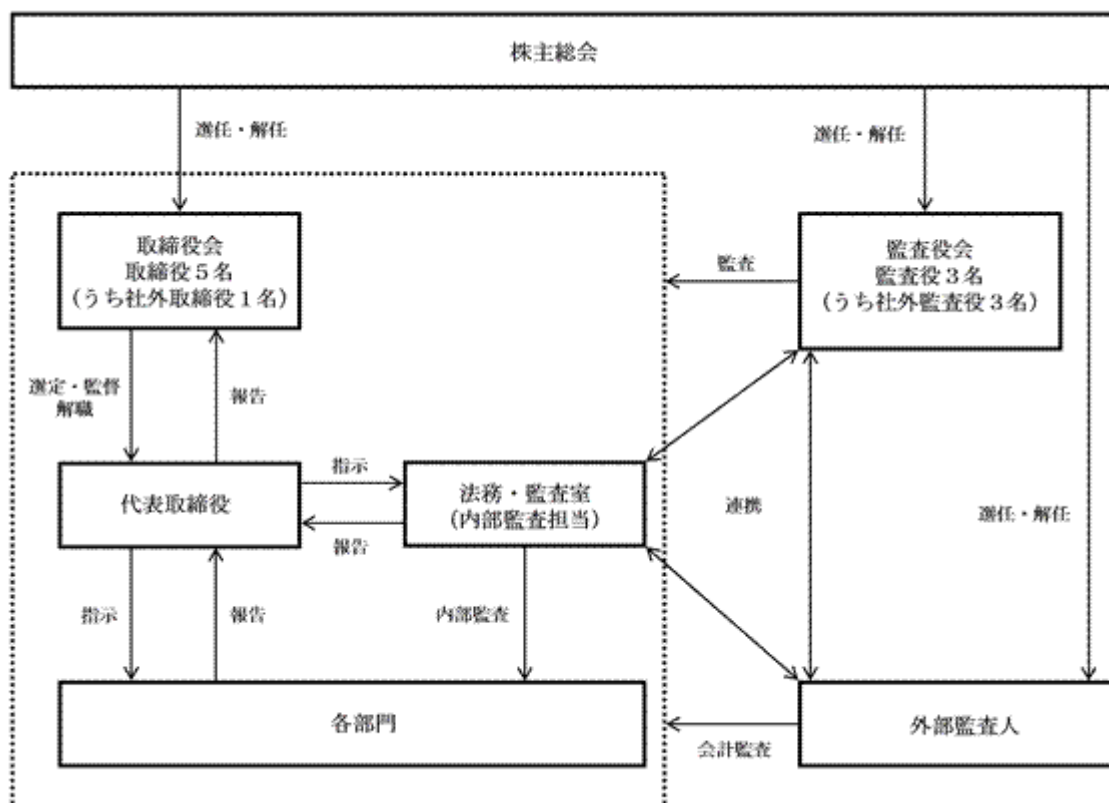 株主総会
選任・解任
選任・解任
取締役会
取締役５名
（うち社外取締役１名）
監査
監査役会
監査役３名
（うち社外監査役３名）
選定・監督
解職
報告
代表取締役
指示
報告
法務・監査室
（内部監査担当）
連携
選任・解任
指示
報告
内部監査
各部門
会計監査
外部監査人